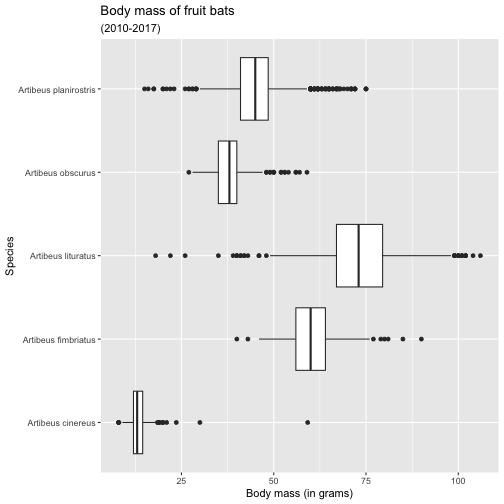 Body mass of fruit bats
(2010-2017)
Artibeus planirostris
Artibeus obscurus
Artibeus lituratus
Artibeus fimbriatus
Artibeus cinereus
Species
25 50 75 100
Body mass (in grams)